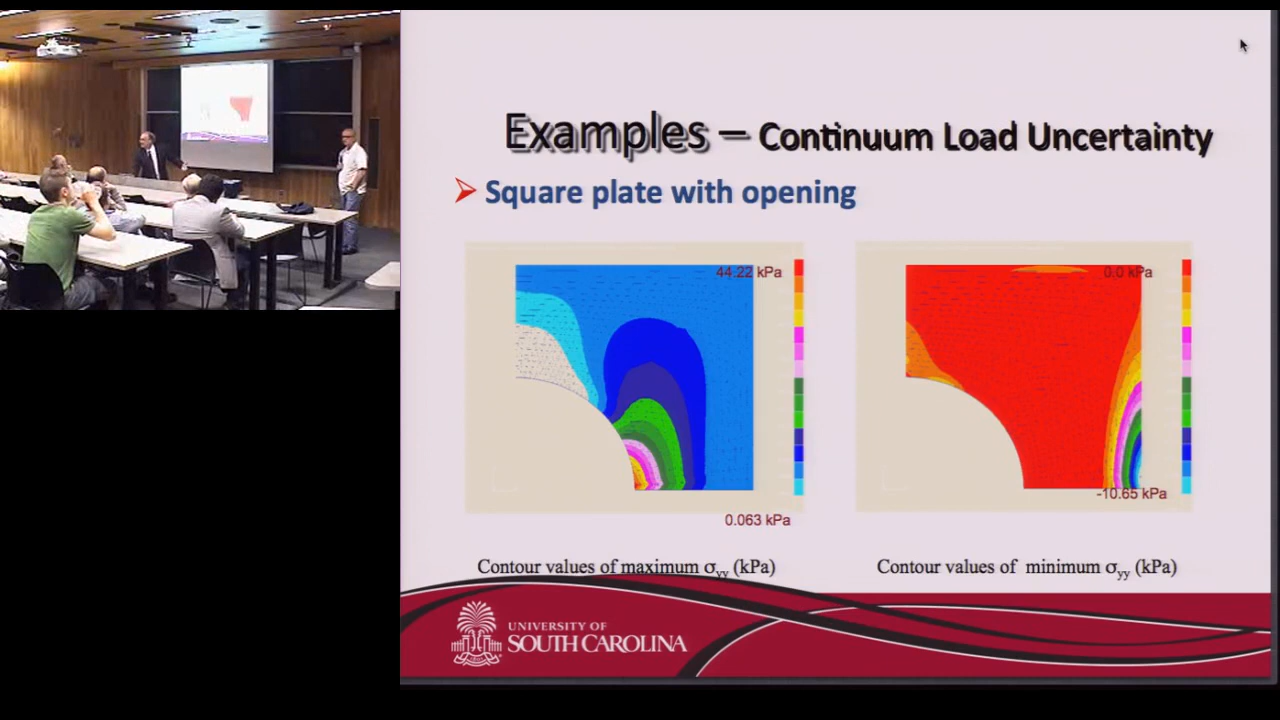 Examples – Continuum Load Uncertainty
Square plate with opening
44.22 kPa
0.063 kPa
0.0 kPa
-10.65 kPa
Contour values of maximum σyy (kPa)
Contour values of minimum σyy (kPa)
UNIVERSITY OF
SOUTH CAROLINA